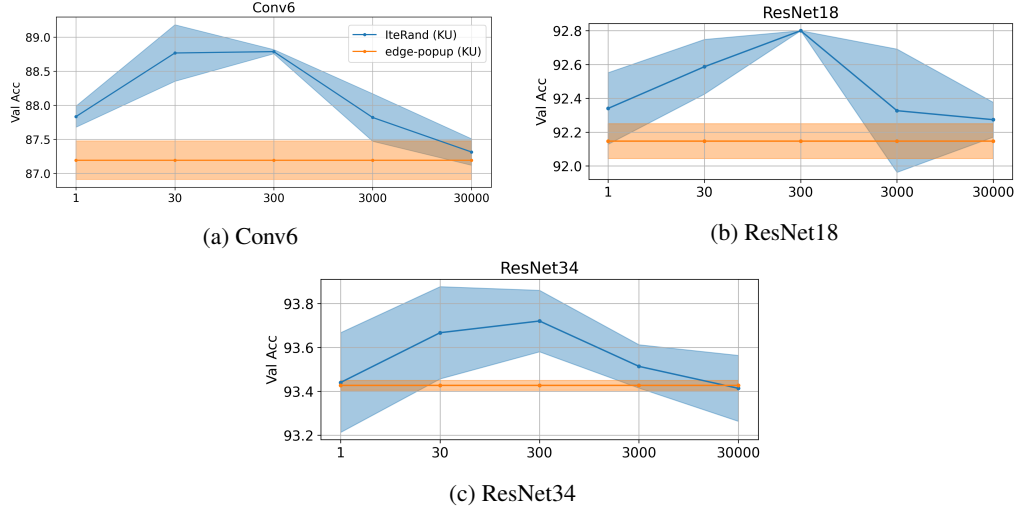 Conv6
Val Acc
89.0
88.5
88.0
87.5
87.0
IteRand (KU)
edge-popup (KU)
1
30
300
3000
30000
(a) Conv6
ResNet18
Val Acc
92.8
92.6
92.4
92.2
92.0
1
30
300
3000
30000
(b) ResNet18
ResNet34
Val Acc
93.8
93.6
93.4
93.2
1
30
300
3000
30000
(c) ResNet34